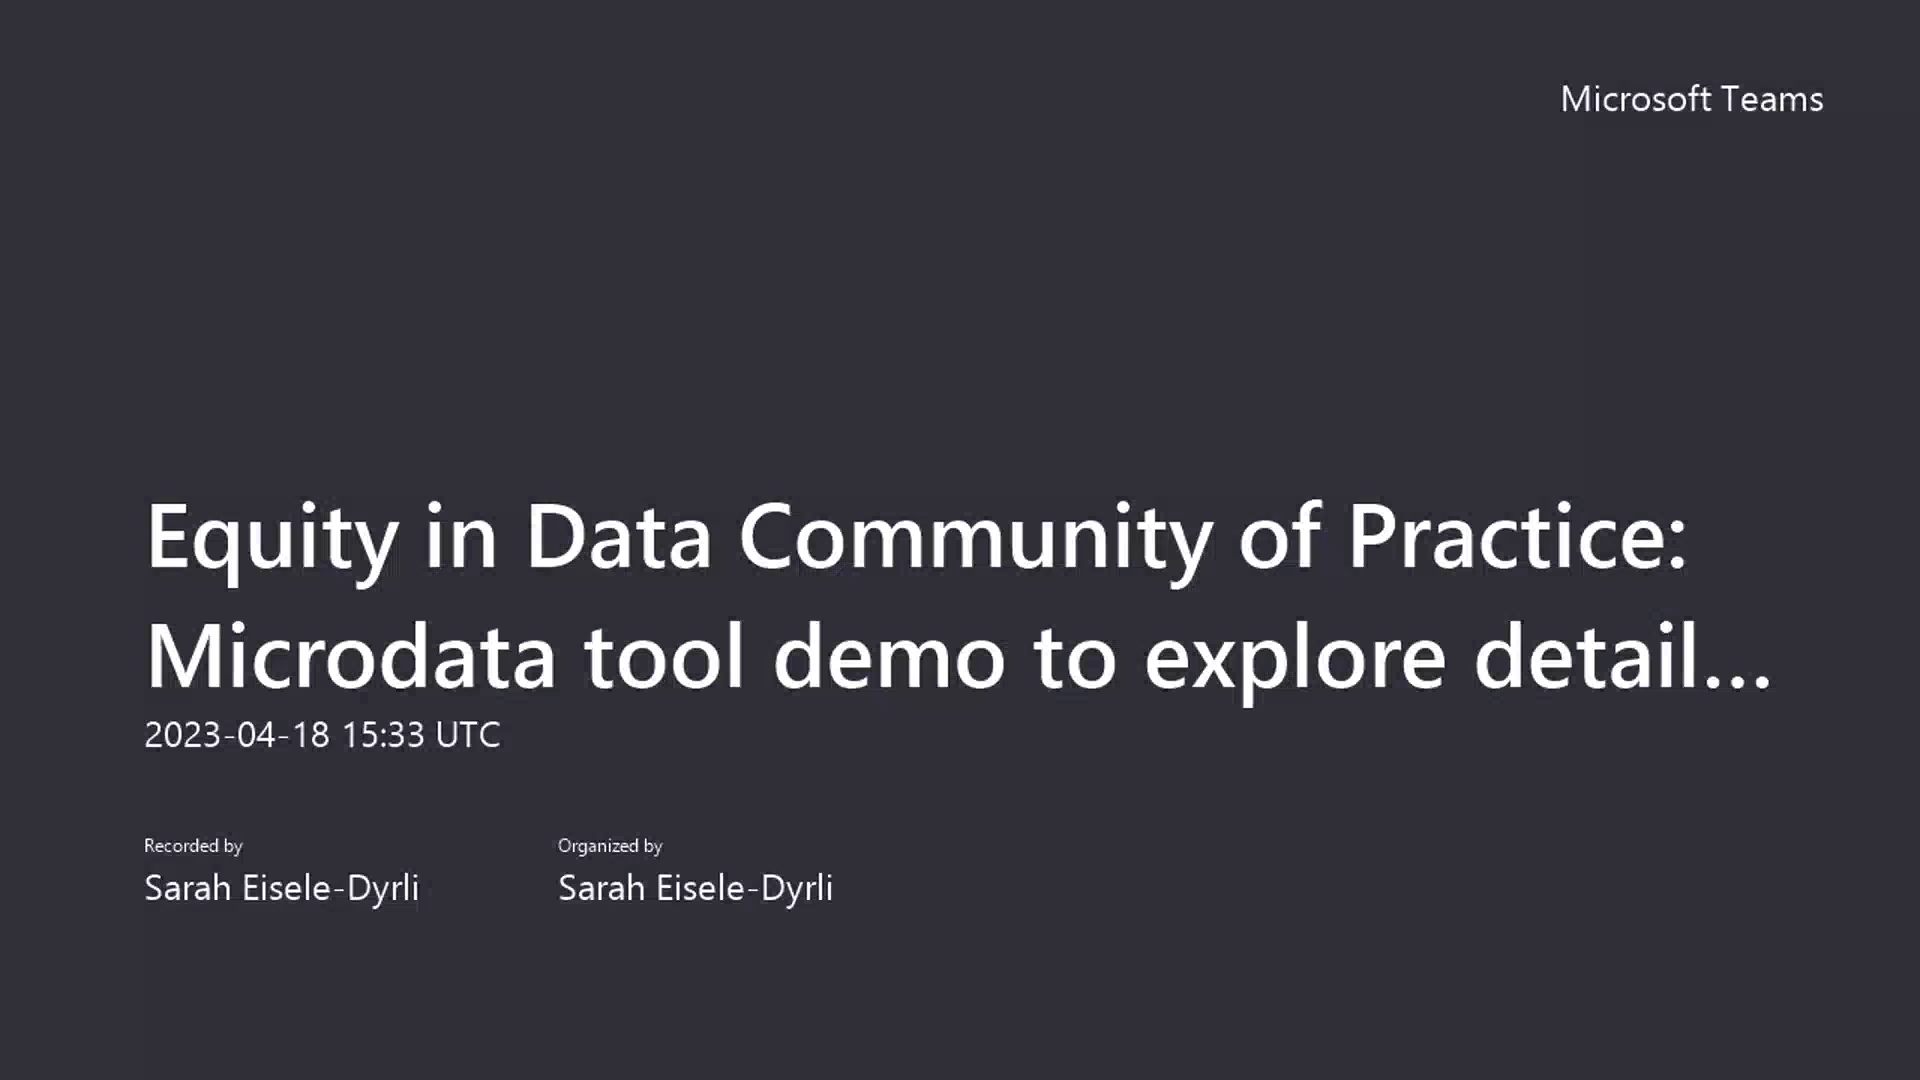 Microsoft Teams
Equity in Data Community of Practice:
Microdata tool demo to explore detail...
2023-04-18 15:33 UTC
Recorded by
Organized by
Sarah Eisele-Dyrli
Sarah Eisele-Dyrli